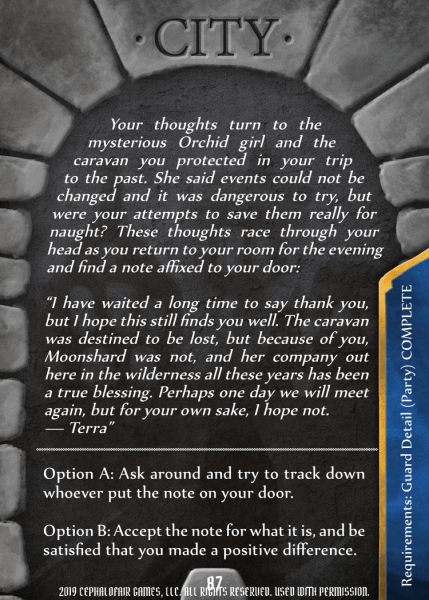 · CITY ·
Your thoughts turn to the
mysterious Orchid girl and the
caravan you protected in your trip
to the past. She said events could not be
changed and it was dangerous to try, but
were your attempts to save them really for
naught? These thoughts race through your
head as you return to your room for the evening
and find a note affixed to your door:
“I have waited a long time to say thank you,
but I hope this still finds you well. The caravan
was destined to be lost, but because of you,
Moonshard was not, and her company out
here in the wilderness all these years has been
a true blessing. Perhaps one day we will meet
again, but for your own sake, I hope not.
— Terra”
Option A: Ask around and try to track down
whoever put the note on your door.
Option B: Accept the note for what it is, and be
satisfied that you made a positive difference.
Requirements: Guard Detail (Party) COMPLETE
87
2019 CEPHALOFAIR GAMES, LLC. ALL RIGHTS RESERVED. USED WITH PERMISSION.